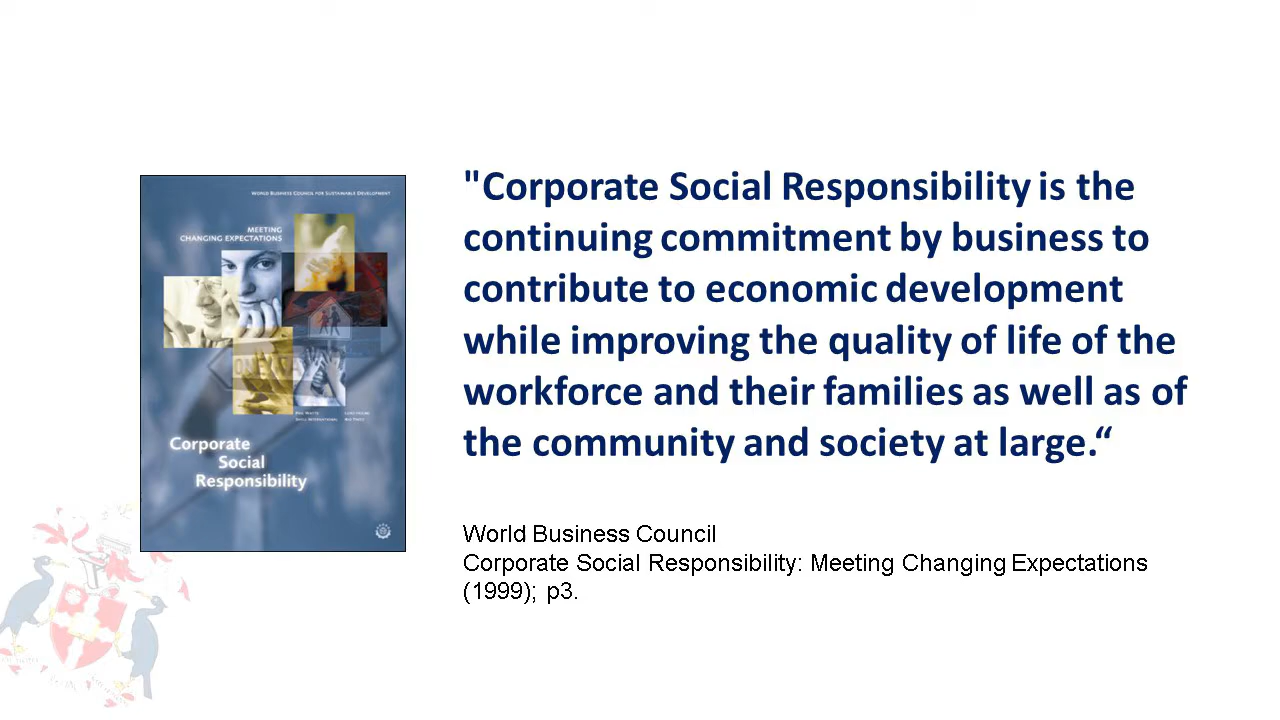 WORLD BUSINESS COUNCIL FOR SUSTAINABLE DEVELOPMENT
MEETING
CHANGING EXPECTATIONS
Corporate
Social
Responsibility
"Corporate Social Responsibility is the
continuing commitment by business to
contribute to economic development
while improving the quality of life of the
workforce and their families as well as of
the community and society at large.“
World Business Council
Corporate Social Responsibility: Meeting Changing Expectations
(1999); p3.